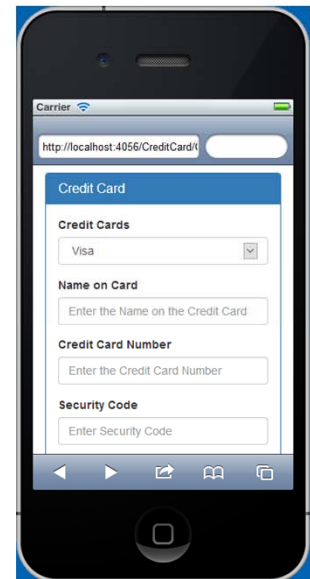 Carrier
http://localhost:4056/CreditCard/
Credit Card
Credit Cards
Visa
Name on Card
Enter the Name on the Credit Card
Credit Card Number
Enter the Credit Card Number
Security Code
Enter Security Code